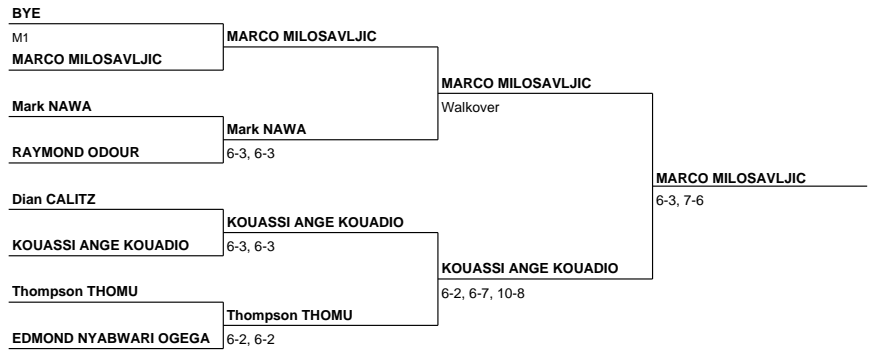 BYE
M1
MARCO MILOSAVLJIC
Mark NAWA
RAYMOND ODOUR
Dian CALITZ
KOUASSI ANGE KOUADIO
Thompson THOMU
EDMOND NYABWARI OGEGA
MARCO MILOSAVLJIC
Mark NAWA
6-3, 6-3
KOUASSI ANGE KOUADIO
6-3, 6-3
Thompson THOMU
6-2, 6-2
MARCO MILOSAVLJIC
Walkover
KOUASSI ANGE KOUADIO
6-2, 6-7, 10-8
MARCO MILOSAVLJIC
6-3, 7-6